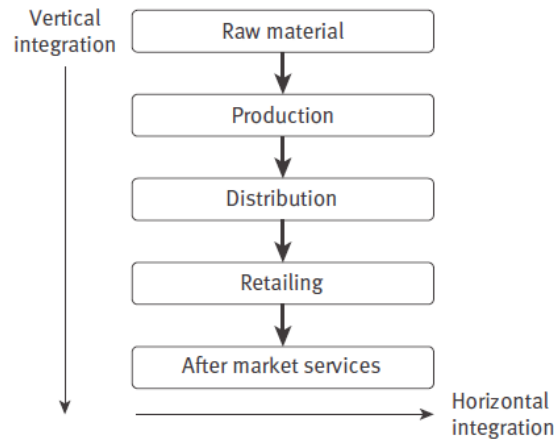 Vertical
integration
Raw material
Production
Distribution
Retailing
After market services
Horizontal
integration